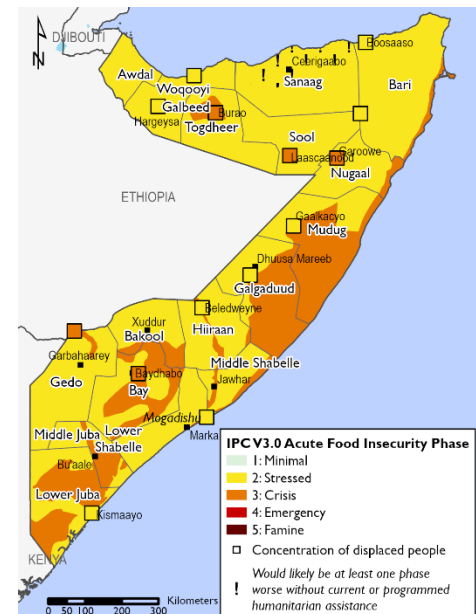 DJIBOUTI
N
Boosaaso
Ceerigaabo
Awdal
Sanaag
Woqooyi
Bari
Galbeed
Burao
Hargeysa
Togdheer
Sool
Garoowe
Laascaanood
Nugaal
ETHIOPIA
Gaalkacyo
Mudug
Dhuusa Mareeb
Galgaduud
Beledweyne
Xuddur
Hiiraan
Bakool
Garbahaarey
Middle Shabelle
Gedo
Baydhabo
Jawhar
Bay
Mogadishu
Lower
Marka
Middle Juba
Shabelle
Bu'aale
Lower Juba
Kismaayo
KENYA
Kilometers
0 50 100 200 300
IPC V3.0 Acute Food Insecurity Phase
1: Minimal
2: Stressed
3: Crisis
4: Emergency
5: Famine
Concentration of displaced people
! Would likely be at least one phase
worse without current or programmed
humanitarian assistance